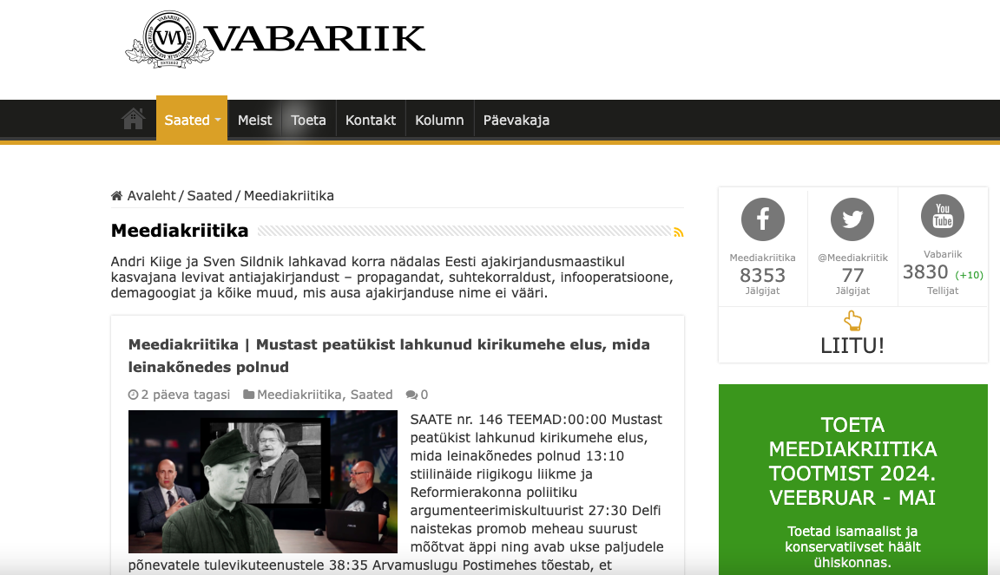 VABARIIK
VABARIIK
VM
EST2022
VABARIIK
Saated
Meist
Toeta
Kontakt
Kolumn
Päevakaja
Avaleht / Saated / Meediakriitika
Meediakriitika
Andri Kiige ja Sven Sildnik lahkavad korra nädalas Eesti ajakirjandusmaastikul
kasvajana levivat antiajakirjandust – propagandat, suhtekorraldust, infooperatsioone,
demagoogiat ja kõike muud, mis ausa ajakirjanduse nime ei vääri.
Meediakriitika | Mustast peatükist lahkunud kirikumehe elus, mida
leinakõnedes polnud
2 päeva tagasi
Meediakriitika, Saated
0
SAATE nr. 146 TEEMAD:00:00 Mustast
peatükist lahkunud kirikumehe elus,
mida leinakõnedes polnud 13:10
stiilinäide riigikogu liikme ja
Reformierakonna poliitiku
argumenteerimiskultuurist 27:30 Delfi
naistekas promob meheau suurust
mõõtvat äppi ning avab ukse paljudele
põnevatele tulevikuteenustele 38:35 Arvamuslugu Postimehes tõestab, et
Meediakriitika
8353
Jälgijat
@Meediakriitik
77
Jälgijat
You
Tube
Vabariik
3830 (+10)
Tellijat
LIITU!
TOETA
MEEDIAKRIITIKA
TOOTMIST 2024.
VEEBRUAR - MAI
Toetad isamaalist ja
konservatiivset häält
ühiskonnas.